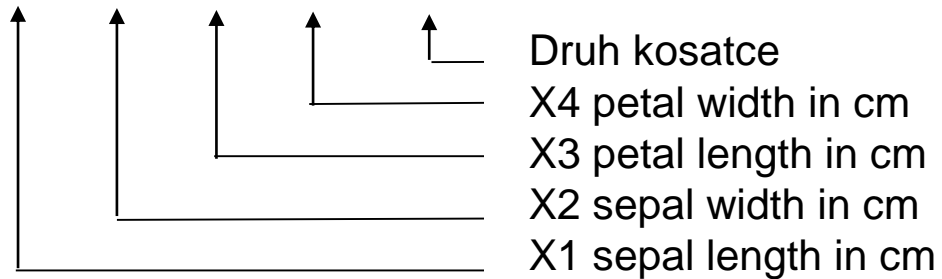 Druh kosatce
X4 petal width in cm
X3 petal length in cm
X2 sepal width in cm
X1 sepal length in cm